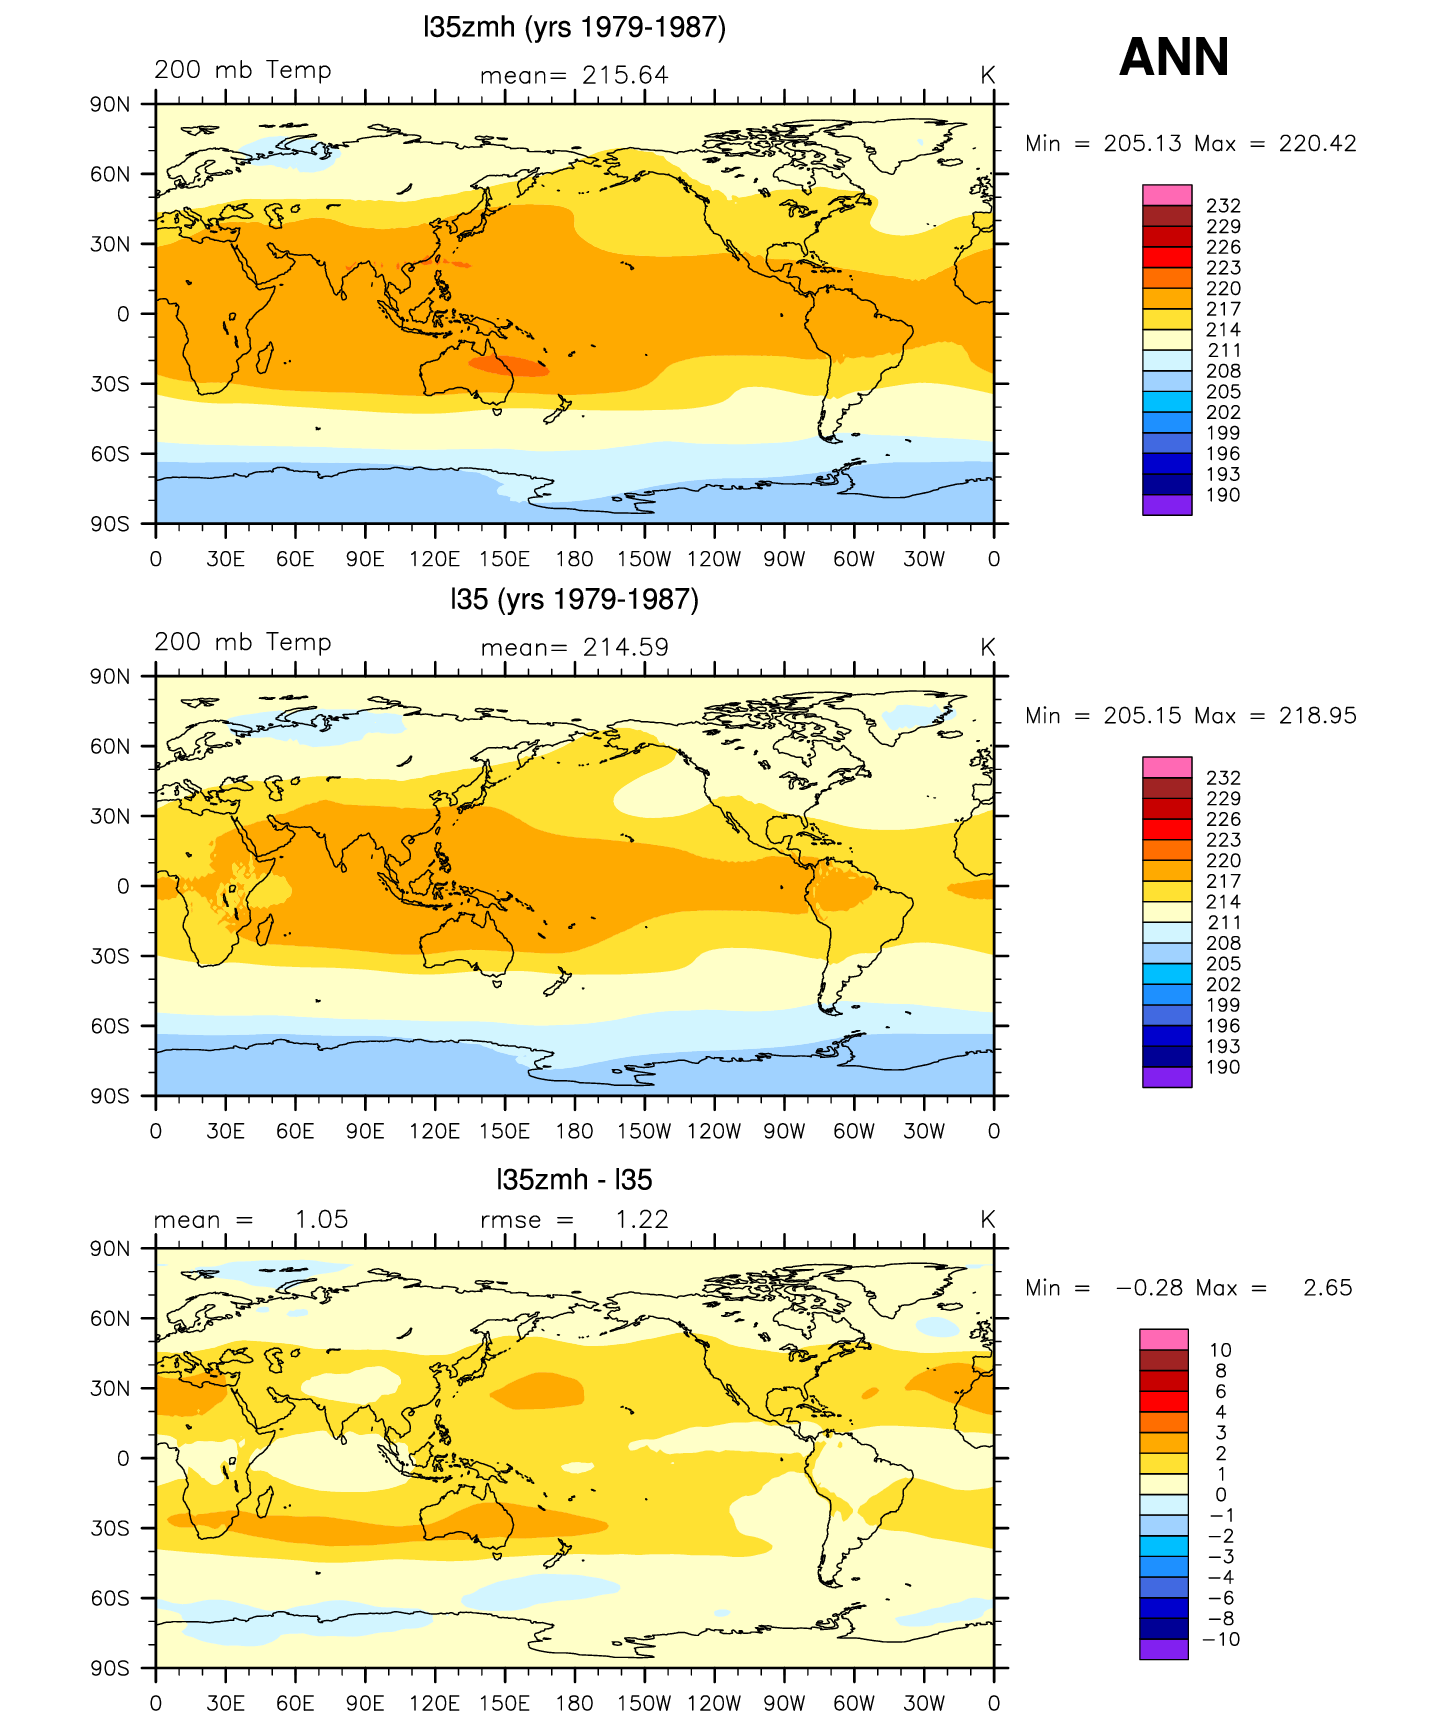 l35zmh (yrs 1979-1987)
ANN
200 mb Temp mean= 215.64 K
Min = 205.13 Max = 220.42
90N
60N
30N
0
30S
60S
90S
0 30E 60E 90E 120E 150E 180 150W 120W 90W 60W 30W 0
232
229
226
223
220
217
214
211
208
205
202
199
196
193
190
l35 (yrs 1979-1987)
200 mb Temp mean= 214.59 K
Min = 205.15 Max = 218.95
90N
60N
30N
0
30S
60S
90S
0 30E 60E 90E 120E 150E 180 150W 120W 90W 60W 30W 0
232
229
226
223
220
217
214
211
208
205
202
199
196
193
190
l35zmh - l35
mean = 1.05 rmse = 1.22 K
Min = −0.28 Max = 2.65
90N
60N
30N
0
30S
60S
90S
0 30E 60E 90E 120E 150E 180 150W 120W 90W 60W 30W 0
10
8
6
4
3
2
1
0
−1
−2
−3
−4
−6
−8
−10